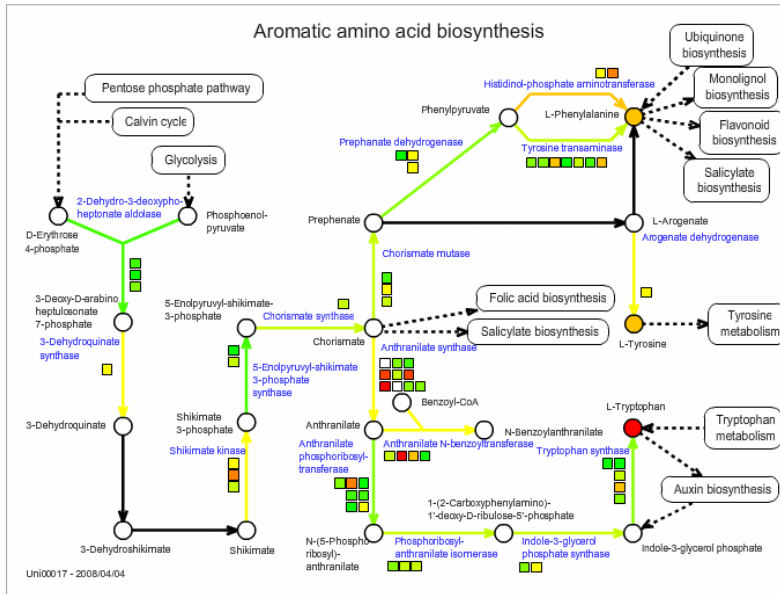 Aromatic amino acid biosynthesis
Pentose phosphate pathway
Calvin cycle
Glycolysis
2-Dehydro-3-deoxypho-
heptonate aldolase
D-Erythrose
4-phosphate
Phosphoenol-
pyruvate
3-Deoxy-D-arabino
heptulosonate
7-phosphate
3-Dehydroquinate
synthase
3-Dehydroquinate
3-Dehydroshikimate
Shikimate
Shikimate kinase
Shikimate
3-phosphate
5-Enolpyruvyl-shikimate
3-phosphate
synthase
5-Enolpyruvyl-shikimate-
3-phosphate
Chorismate synthase
Chorismate
Chorismate mutase
Prephenate
Prephanate dehydrogenase
Phenylpyruvate
Histidinol-phosphate aminotransferase
L-Phenylalanine
Tyrosine transaminase
Ubiquinone
biosynthesis
Monolignol
biosynthesis
Flavonoid
biosynthesis
Salicylate
biosynthesis
L-Arogenate
Arogenate dehydrogenase
L-Tyrosine
Tyrosine
metabolism
Folic acid biosynthesis
Salicylate biosynthesis
Anthranilate synthase
Benzoyl-CoA
Anthranilate
Anthranilate N-benzoyltransferase
N-Benzoylanthranilate
Anthranilate
phosphoribosyl-
transferase
N-(5-Phospho
ribosyl)-
anthranilate
Phosphoribosyl-
anthranilate isomerase
1-(2-Carboxyphenylamino)-
1'-deoxy-D-ribulose-5'-phosphate
Indole-3-glycerol
phosphate synthase
Indole-3-glycerol phosphate
Tryptophan synthase
L-Tryptophan
Tryptophan
metabolism
Auxin biosynthesis
Uni00017 - 2008/04/04